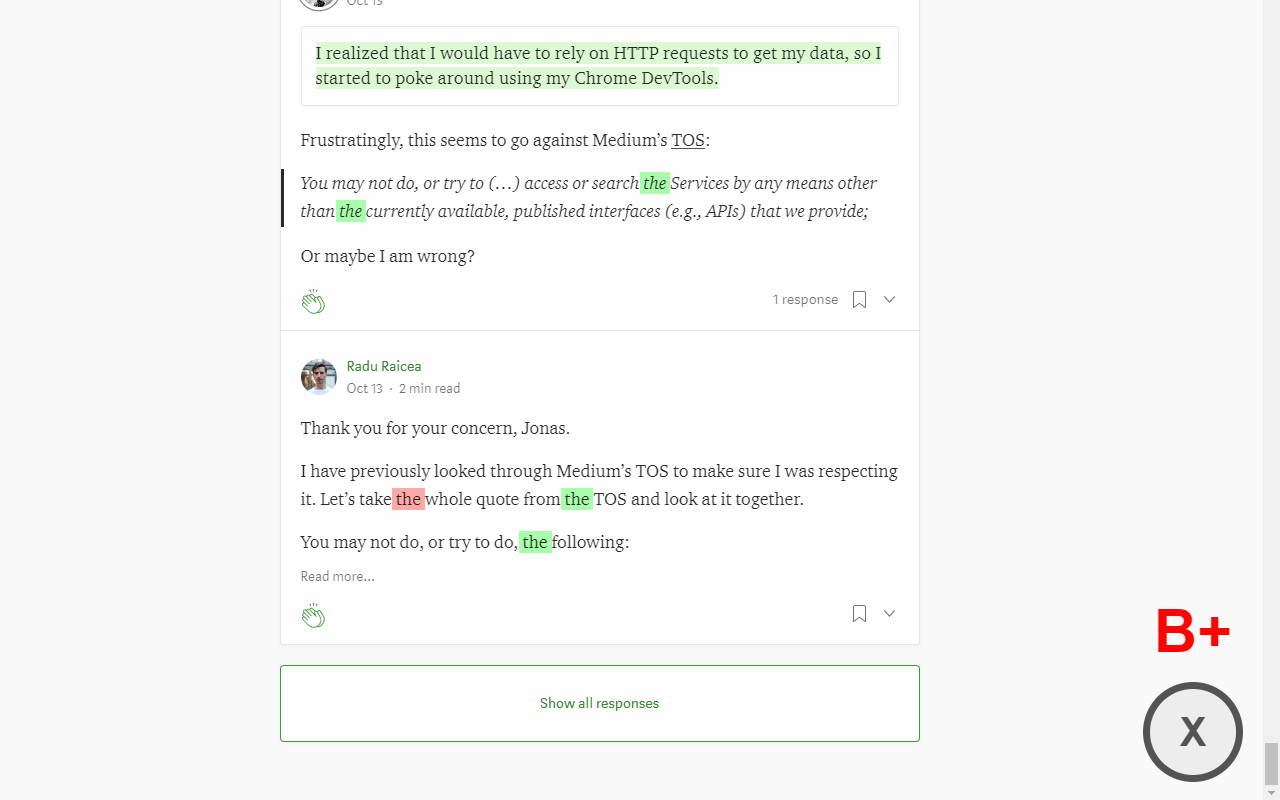 Oct 13
I realized that I would have to rely on HTTP requests to get my data, so I
started to poke around using my Chrome DevTools.
Frustratingly, this seems to go against Medium’s TOS:
You may not do, or try to (…) access or search the Services by any means other
than the currently available, published interfaces (e.g., APIs) that we provide;
Or maybe I am wrong?
1 response
Radu Raicea
Oct 13 · 2 min read
Thank you for your concern, Jonas.
I have previously looked through Medium’s TOS to make sure I was respecting
it. Let’s take the whole quote from the TOS and look at it together.
You may not do, or try to do, the following:
Read more...
B+
X
Show all responses